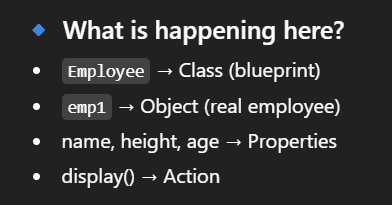 What is happening here?
• Employee → Class (blueprint)
• emp1 → Object (real employee)
• name, height, age → Properties
• display() → Action